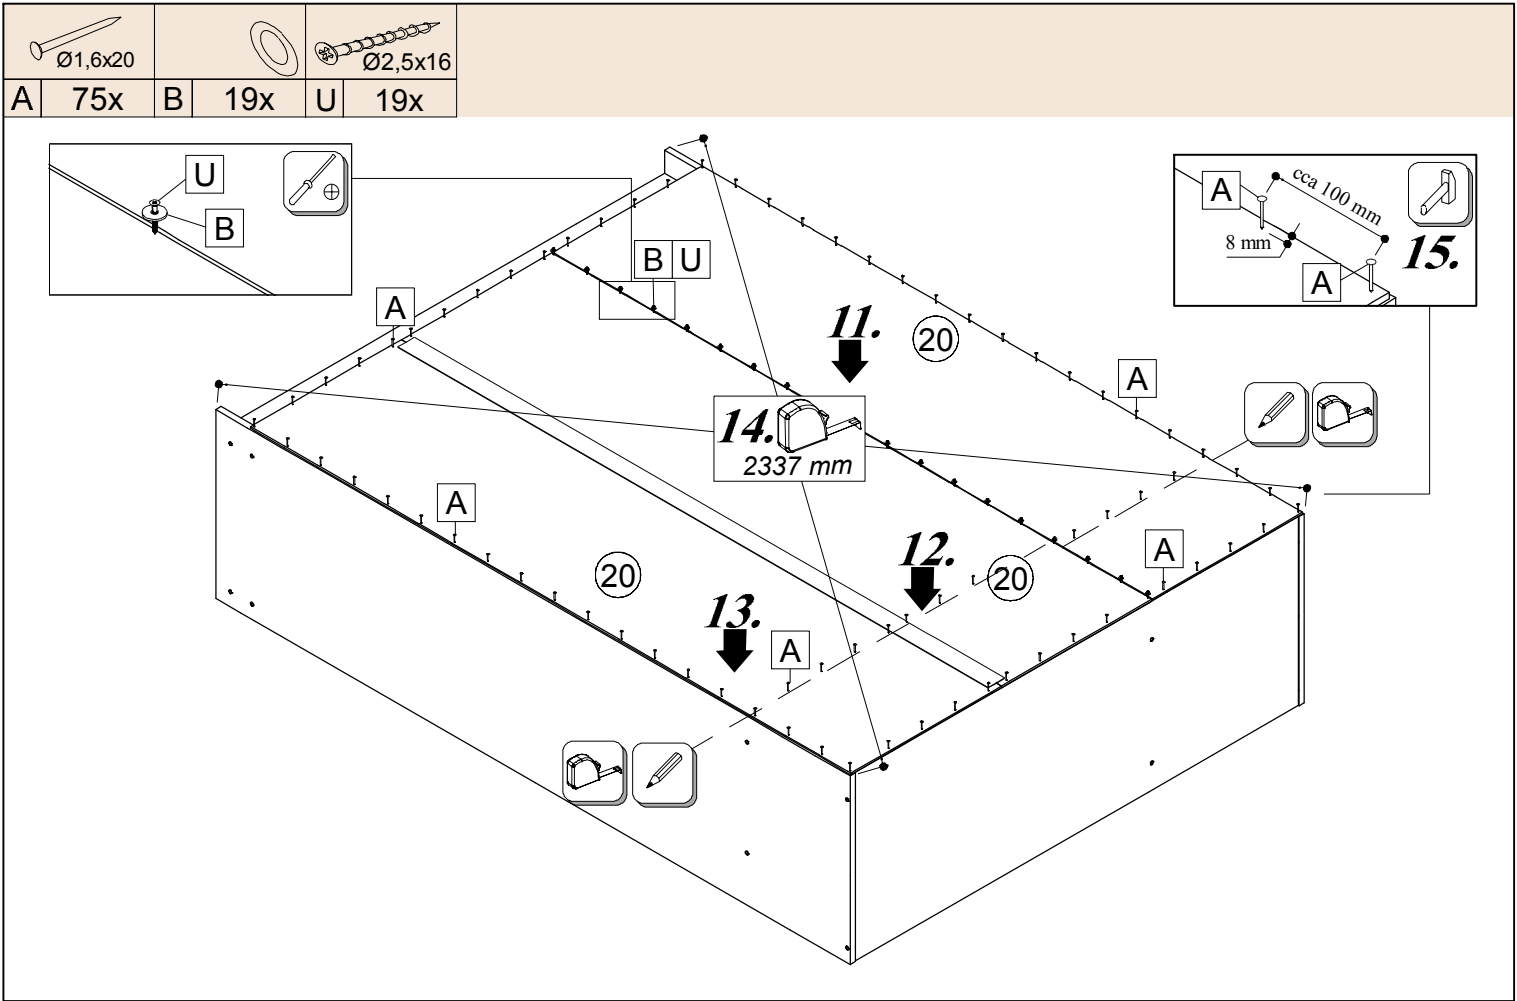 Ø1,6x20
Ø2,5x16
A 75x B 19x U 19x
U
B
A
cca 100 mm
8 mm
A
15.
B U
A
11.
20
A
14.
2337 mm
A
12.
20
A
20
13.
A